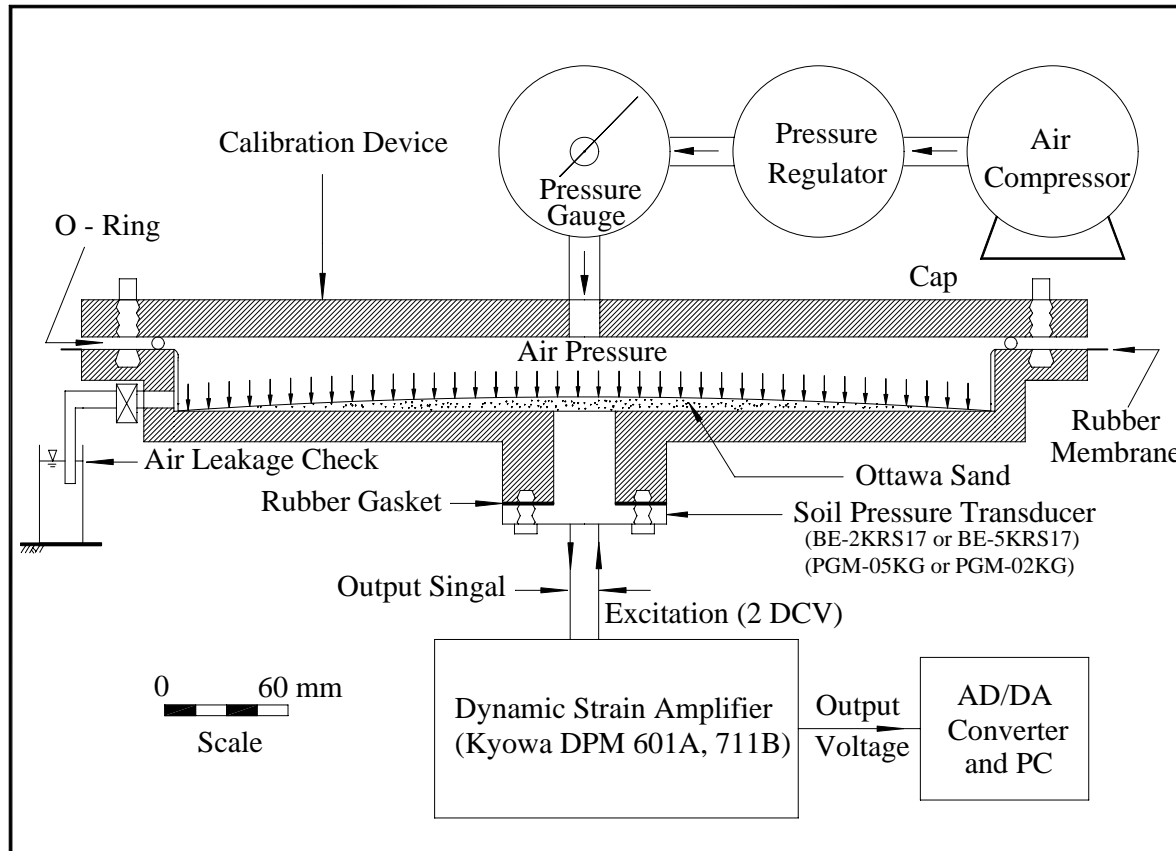 Calibration Device
O - Ring
Pressure
Gauge
Pressure
Regulator
Air
Compressor
Cap
Air Pressure
Rubber
Membrane
Air Leakage Check
Rubber Gasket
Ottawa Sand
Soil Pressure Transducer
(BE-2KRS17 or BE-5KRS17)
(PGM-05KG or PGM-02KG)
Output Singal
Excitation (2 DCV)
0 60 mm
Scale
Dynamic Strain Amplifier
(Kyowa DPM 601A, 711B)
Output
Voltage
AD/DA
Converter
and PC